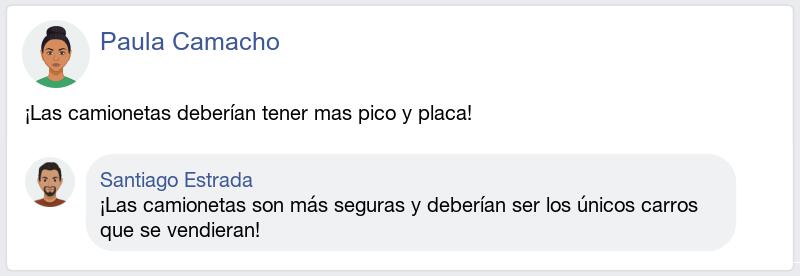 Paula Camacho
¡Las camionetas deberían tener mas pico y placa!
Santiago Estrada
¡Las camionetas son más seguras y deberían ser los únicos carros
que se vendieran!